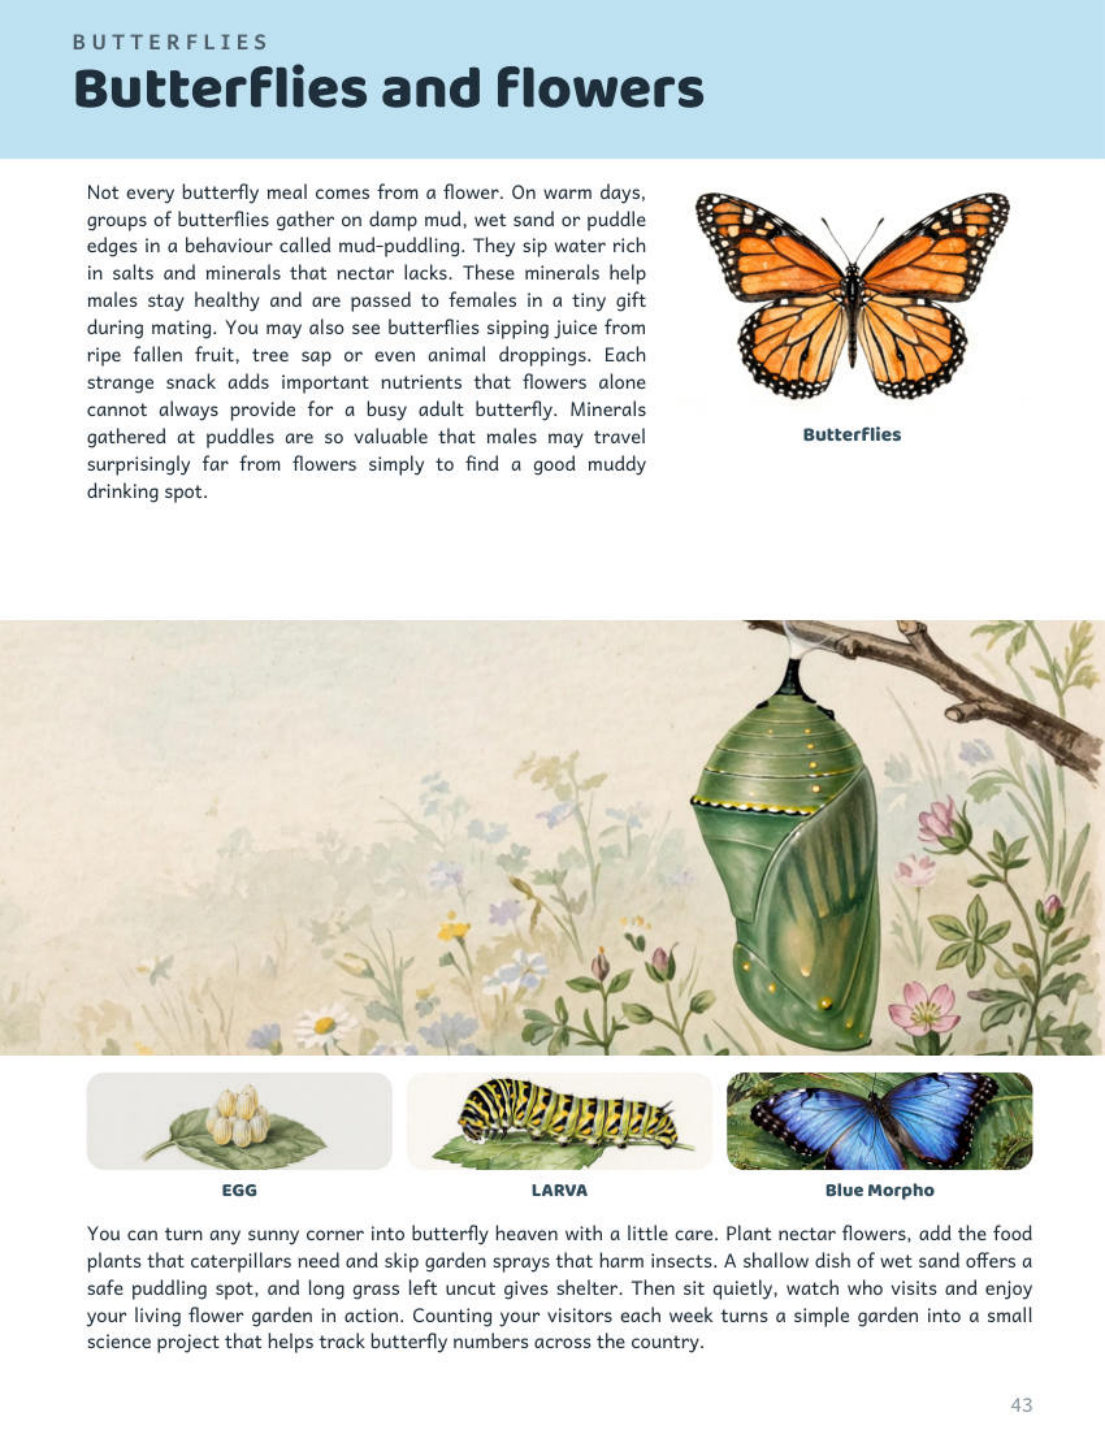 BUTTERFLIES
Butterflies and flowers
Not every butterfly meal comes from a flower. On warm days,
groups of butterflies gather on damp mud, wet sand or puddle
edges in a behaviour called mud-puddling. They sip water rich
in salts and minerals that nectar lacks. These minerals help
males stay healthy and are passed to females in a tiny gift
during mating. You may also see butterflies sipping juice from
ripe fallen fruit, tree sap or even animal droppings. Each
strange snack adds important nutrients that flowers alone
cannot always provide for a busy adult butterfly. Minerals
gathered at puddles are so valuable that males may travel
surprisingly far from flowers simply to find a good muddy
drinking spot.
Butterflies
EGG
LARVA
Blue Morpho
You can turn any sunny corner into butterfly heaven with a little care. Plant nectar flowers, add the food
plants that caterpillars need and skip garden sprays that harm insects. A shallow dish of wet sand offers a
safe puddling spot, and long grass left uncut gives shelter. Then sit quietly, watch who visits and enjoy
your living flower garden in action. Counting your visitors each week turns a simple garden into a small
science project that helps track butterfly numbers across the country.
43